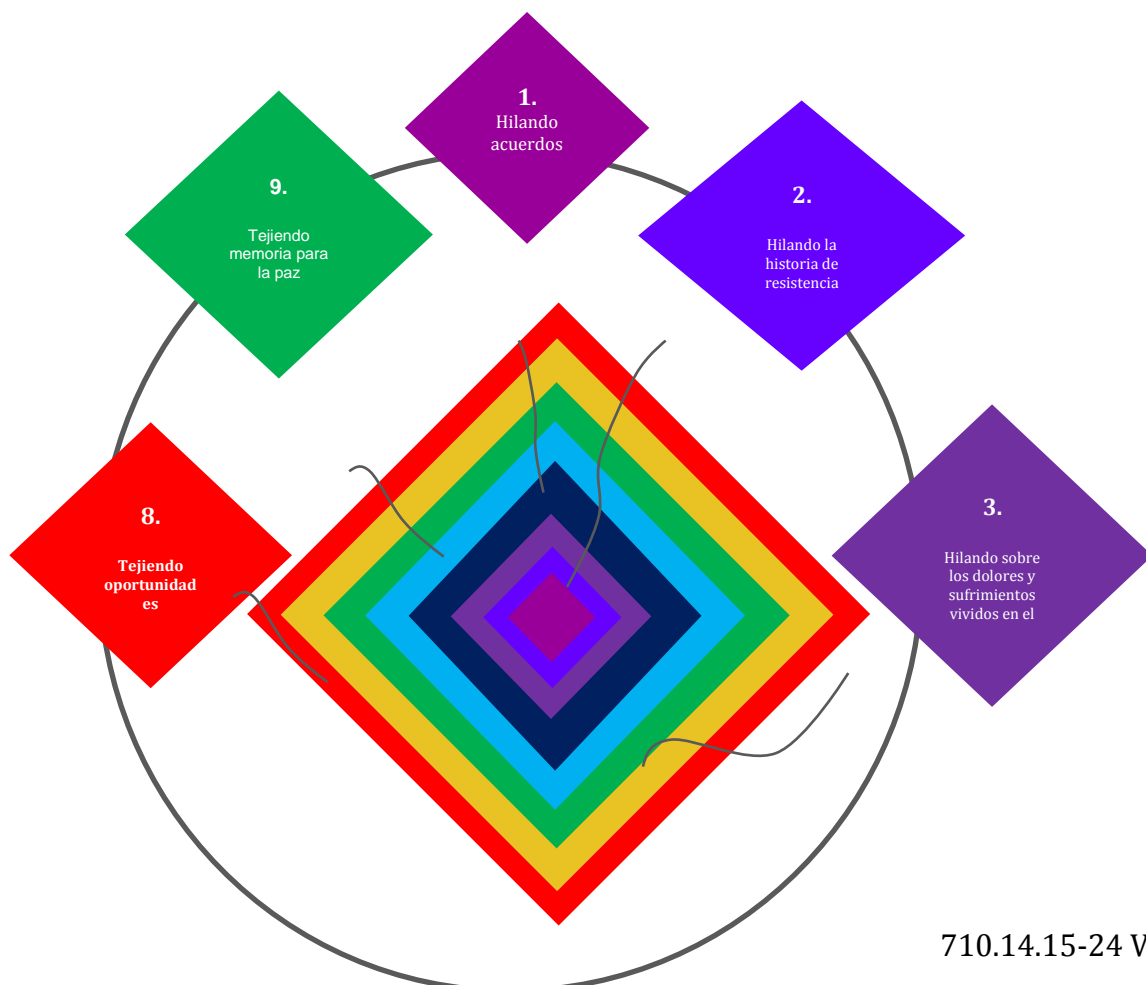 1.
Hilando
acuerdos
2.
Hilando la
historia de
resistencia
3.
Hilando sobre
los dolores y
sufrimientos
vividos en el
8.
Tejiendo
oportunidad
es
9.
Tejiendo
memoria para
la paz
710.14.15-24 V